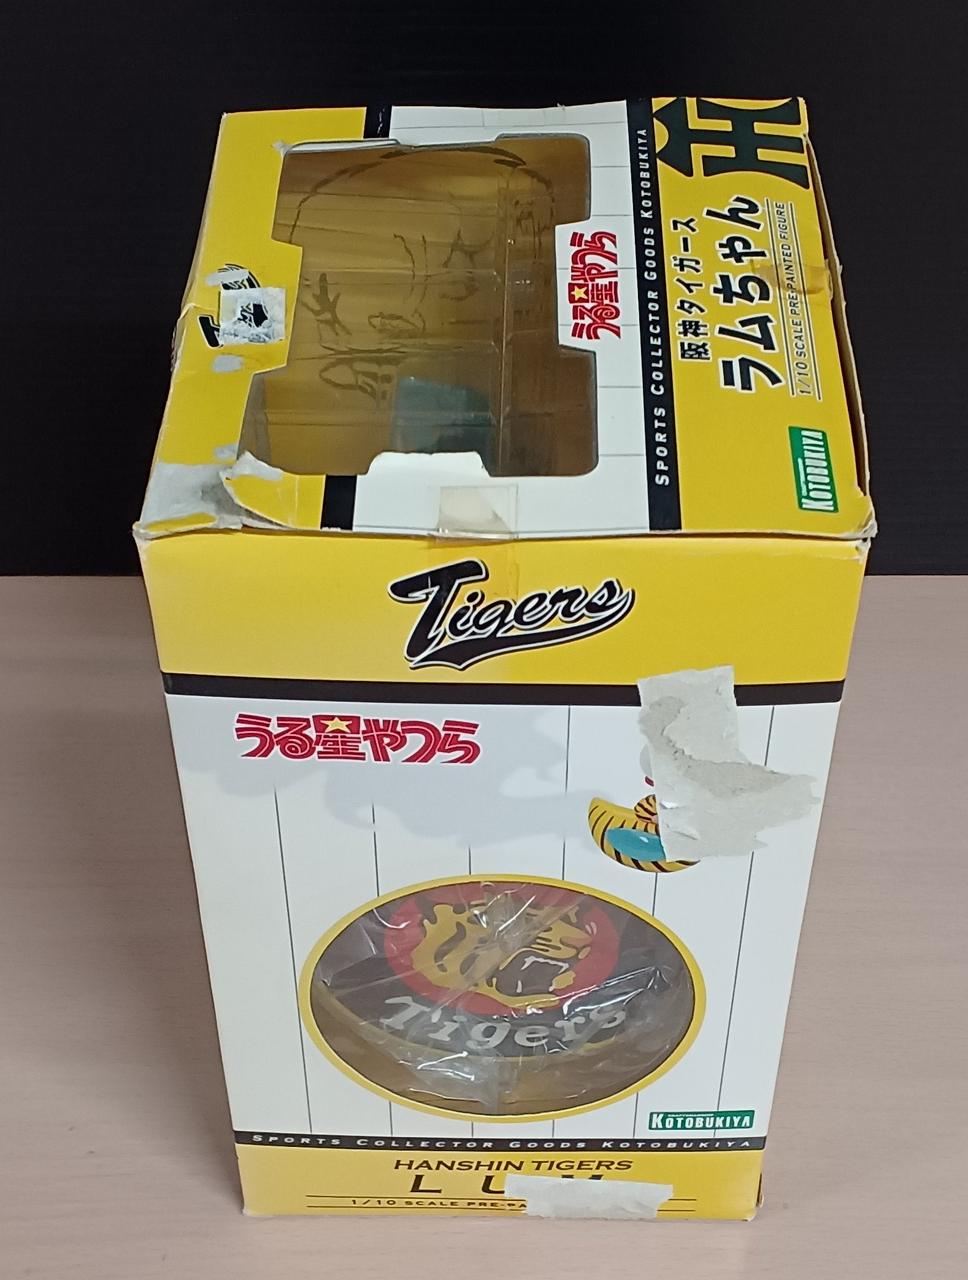 SPORTS COLLECTOR GOODS KOTOBUKIYA
うる星やつら
阪神タイガース
ラムちゃん
1/10 SCALE PRE-PAINTED FIGURE
KOTOBUKIYA
Tigers
うる星やつら
Tigers
KOTOBUKIYA
SPORTS COLLECTOR GOODS KOTOBUKIYA
HANSHIN TIGERS
1/10 SCALE